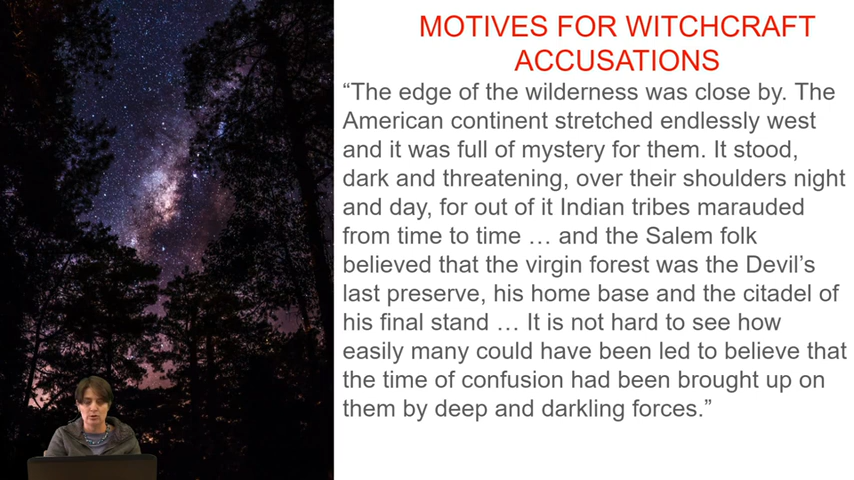 MOTIVES FOR WITCHCRAFT
ACCUSATIONS
“The edge of the wilderness was close by. The
American continent stretched endlessly west
and it was full of mystery for them. It stood,
dark and threatening, over their shoulders night
and day, for out of it Indian tribes marauded
from time to time … and the Salem folk
believed that the virgin forest was the Devil’s
last preserve, his home base and the citadel of
his final stand … It is not hard to see how
easily many could have been led to believe that
the time of confusion had been brought up on
them by deep and darkling forces.”